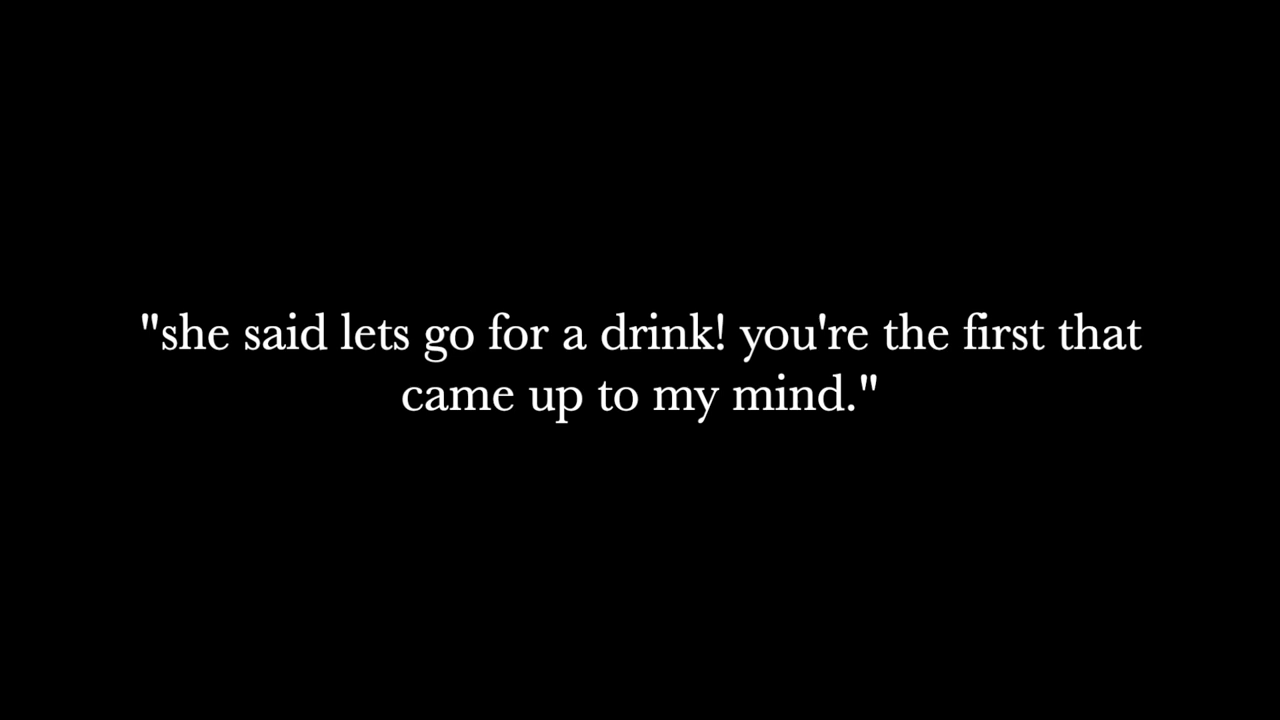 "she said lets go for a drink! you're the first that
came up to my mind."